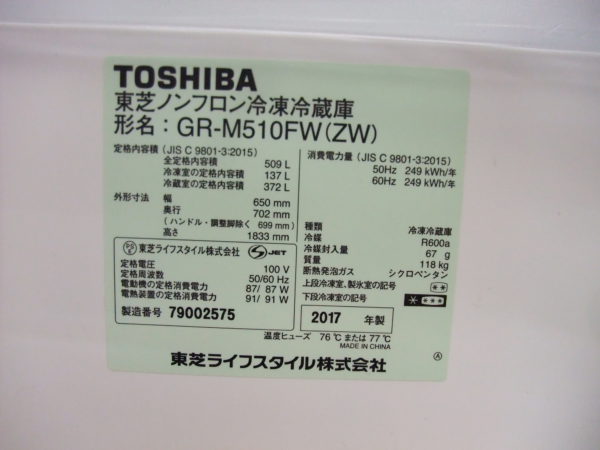 TOSHIBA
東芝ノンフロン冷凍冷蔵庫
形名：GR-M510FW(ZW)
定格内容積（JIS C 9801-3:2015）
全定格内容積 509 L
冷凍室の定格内容積 137 L
冷蔵室の定格内容積 372 L
外形寸法 幅 650 mm
奥行 702 mm
（ハンドル・調整脚除く 699 mm）
高さ 1833 mm
消費電力量（JIS C 9801-3:2015）
50Hz 249 kWh/年
60Hz 249 kWh/年
種類 冷凍冷蔵庫
冷媒 R600a
冷媒封入量 67 g
質量 118 kg
断熱発泡ガス シクロペンタン
上段冷凍室、製氷室の記号 **
下段冷凍室の記号 * ***
PS E 東芝ライフスタイル株式会社 JET
定格電圧 100 V
定格周波数 50/60 Hz
電動機の定格消費電力 87/ 87 W
電熱装置の定格消費電力 91/ 91 W
製造番号 79002575
2017 年製
温度ヒューズ 76 ℃ または 77 ℃
MADE IN CHINA
東芝ライフスタイル株式会社
Ⓐ